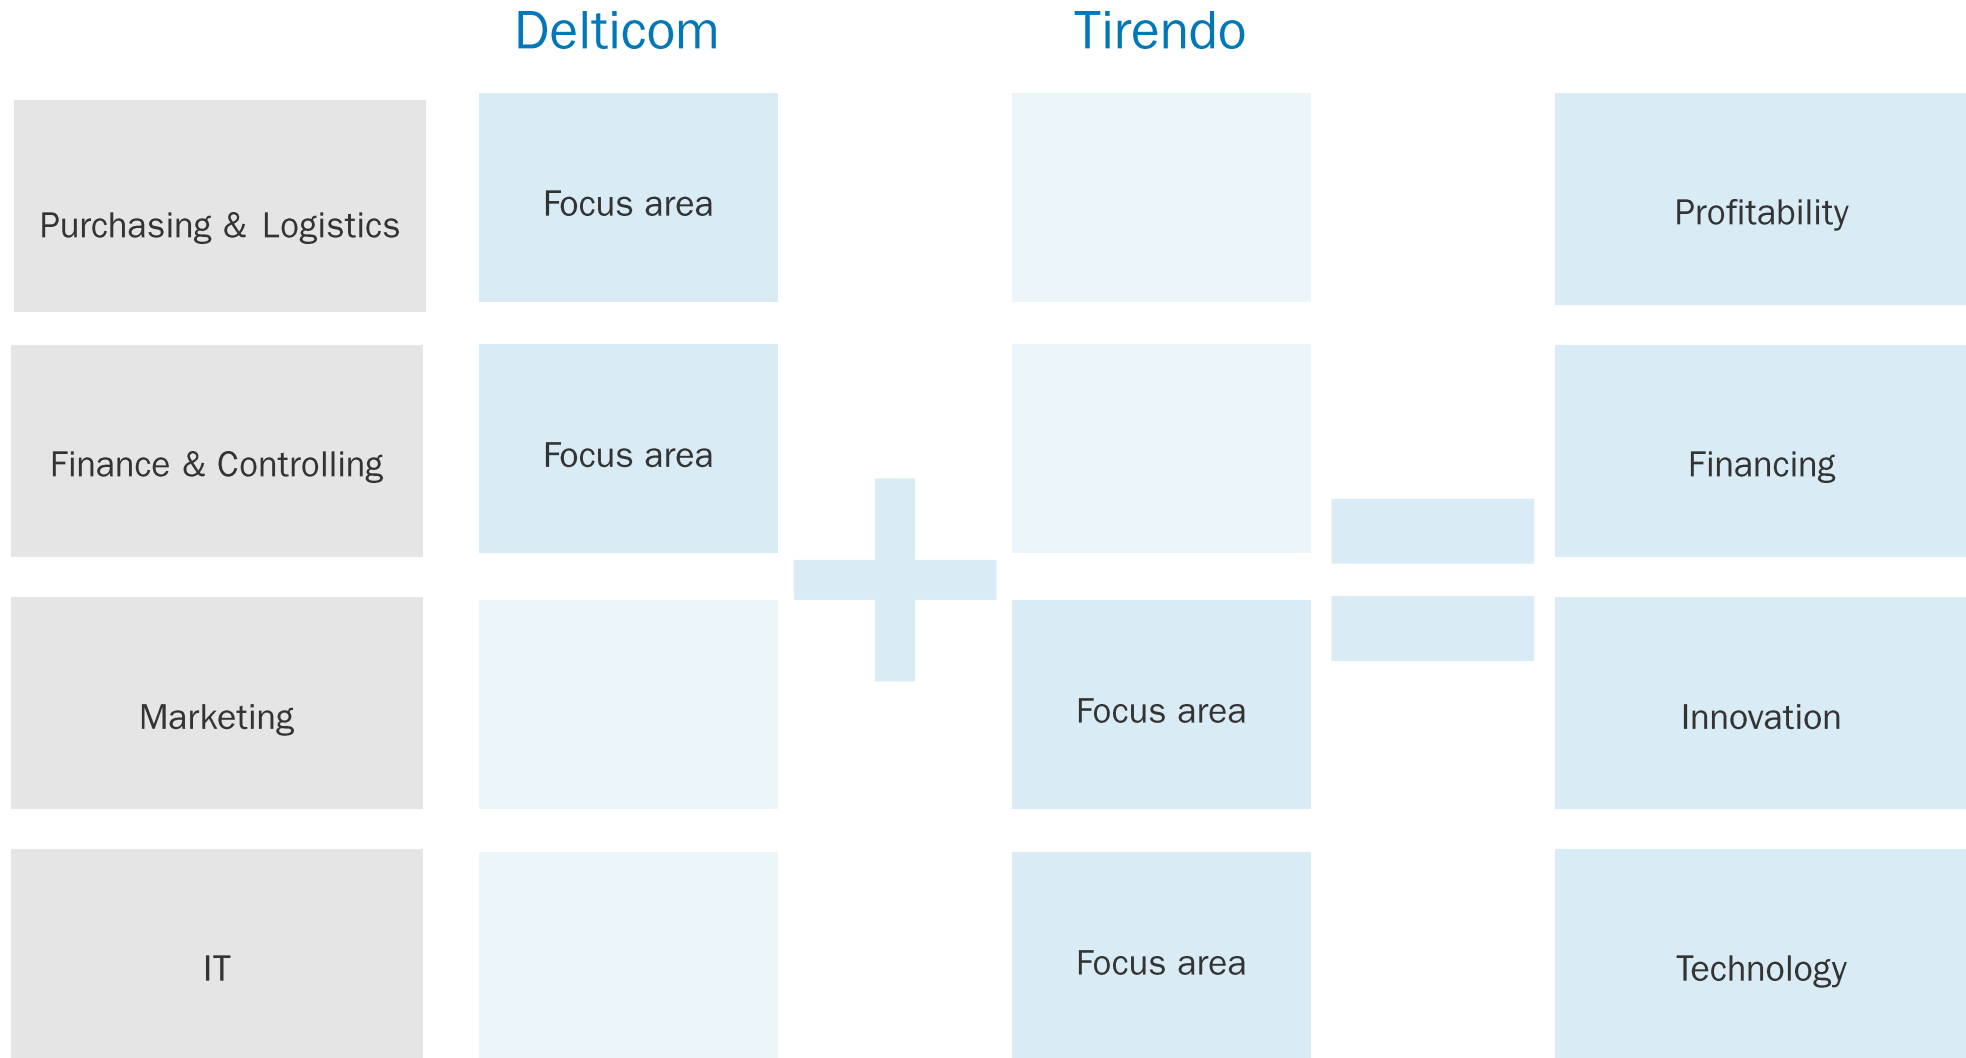 Delticom
Tirendo
Purchasing & Logistics
Focus area
Profitability
Finance & Controlling
Focus area
Financing
Marketing
Focus area
Innovation
IT
Focus area
Technology